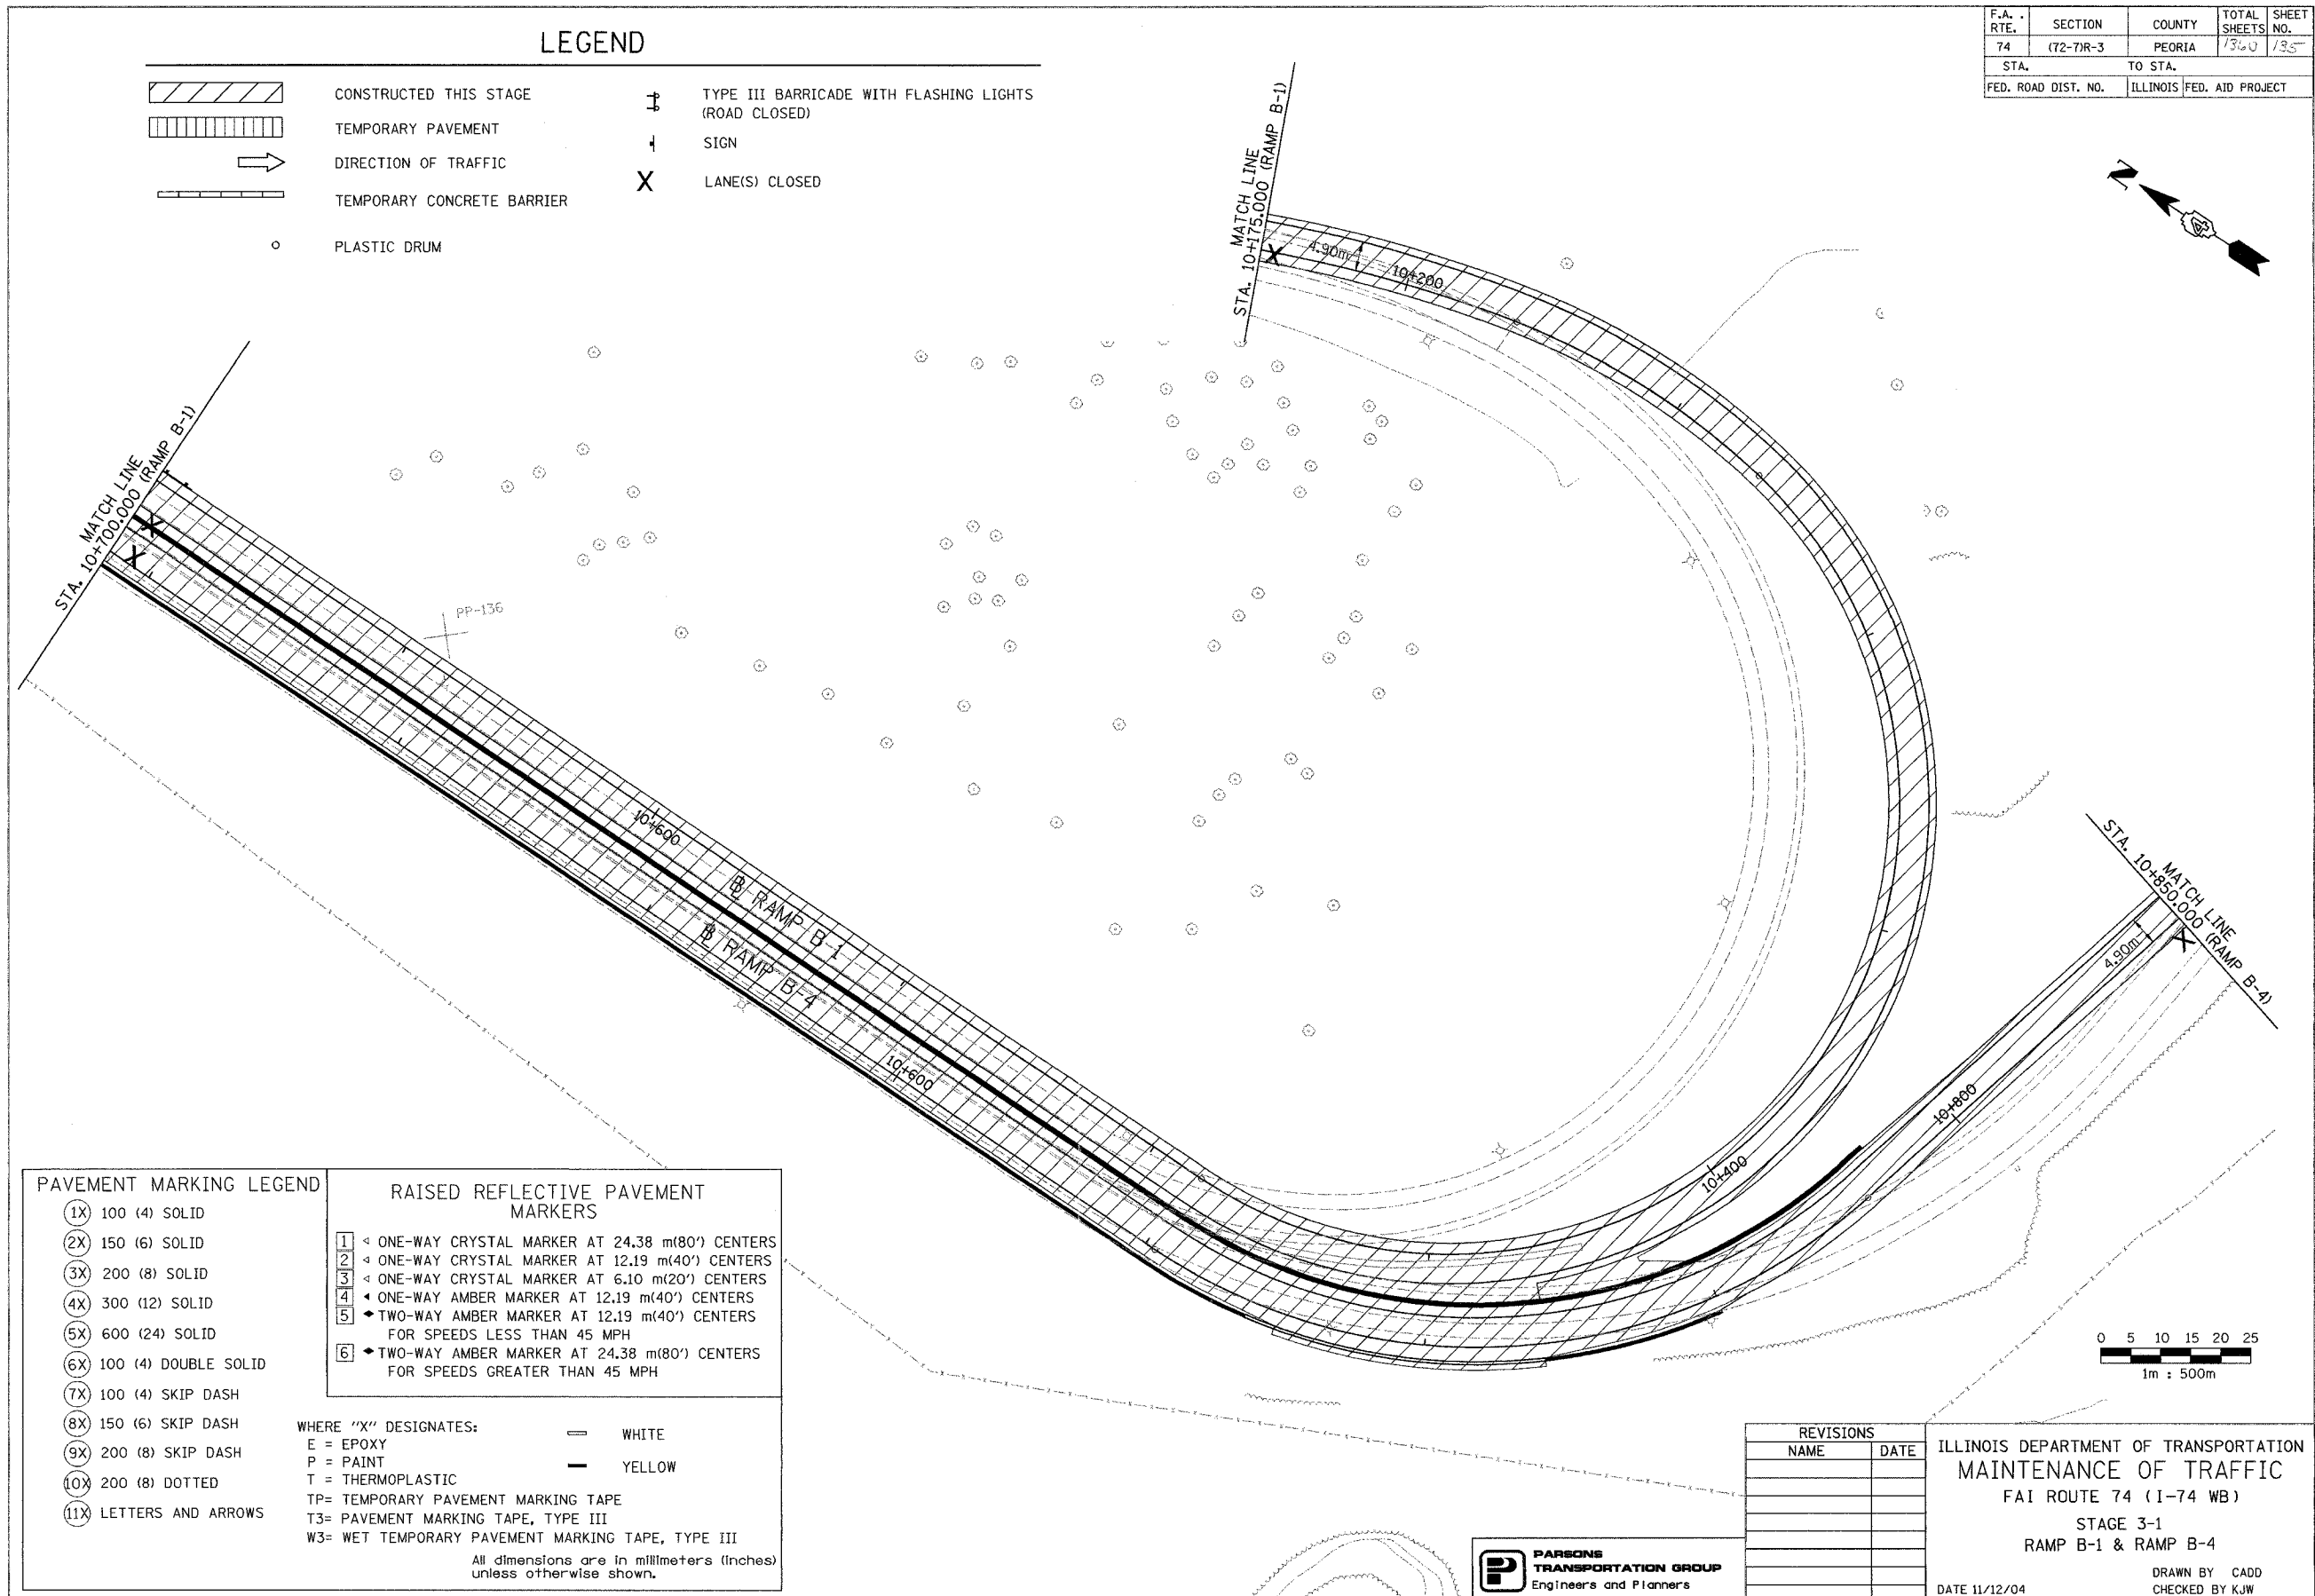 LEGEND
CONSTRUCTED THIS STAGE
TEMPORARY PAVEMENT
DIRECTION OF TRAFFIC
TEMPORARY CONCRETE BARRIER
PLASTIC DRUM
TYPE III BARRICADE WITH FLASHING LIGHTS
(ROAD CLOSED)
SIGN
X LANE(S) CLOSED
F.A. . RTE. SECTION COUNTY TOTAL SHEETS SHEET NO.
74 (72-7)R-3 PEORIA 1360 135
STA. TO STA.
FED. ROAD DIST. NO. ILLINOIS FED. AID PROJECT
N
4
MATCH LINE
STA. 10+175.000 (RAMP B-1)
X
4.90m
10+200
MATCH LINE
STA. 10+700.000 (RAMP B-1)
X
X
PP-136
10+600
BL RAMP B-1
BL RAMP B-4
10+600
10+400
10+800
4.90m
X
MATCH LINE
STA. 10+850.000 (RAMP B-4)
0 5 10 15 20 25
1m : 500m
PAVEMENT MARKING LEGEND
1X 100 (4) SOLID
2X 150 (6) SOLID
3X 200 (8) SOLID
4X 300 (12) SOLID
5X 600 (24) SOLID
6X 100 (4) DOUBLE SOLID
7X 100 (4) SKIP DASH
8X 150 (6) SKIP DASH
9X 200 (8) SKIP DASH
10X 200 (8) DOTTED
11X LETTERS AND ARROWS
RAISED REFLECTIVE PAVEMENT
MARKERS
1 ONE-WAY CRYSTAL MARKER AT 24.38 m(80') CENTERS
2 ONE-WAY CRYSTAL MARKER AT 12.19 m(40') CENTERS
3 ONE-WAY CRYSTAL MARKER AT 6.10 m(20') CENTERS
4 ONE-WAY AMBER MARKER AT 12.19 m(40') CENTERS
5 TWO-WAY AMBER MARKER AT 12.19 m(40') CENTERS
FOR SPEEDS LESS THAN 45 MPH
6 TWO-WAY AMBER MARKER AT 24.38 m(80') CENTERS
FOR SPEEDS GREATER THAN 45 MPH
WHERE "X" DESIGNATES:
E = EPOXY
P = PAINT
T = THERMOPLASTIC
TP= TEMPORARY PAVEMENT MARKING TAPE
T3= PAVEMENT MARKING TAPE, TYPE III
W3= WET TEMPORARY PAVEMENT MARKING TAPE, TYPE III
WHITE
YELLOW
All dimensions are in millimeters (inches)
unless otherwise shown.
P PARSONS
TRANSPORTATION GROUP
Engineers and Planners
REVISIONS
NAME DATE
ILLINOIS DEPARTMENT OF TRANSPORTATION
MAINTENANCE OF TRAFFIC
FAI ROUTE 74 (I-74 WB)
STAGE 3-1
RAMP B-1 & RAMP B-4
DRAWN BY CADD
DATE 11/12/04 CHECKED BY KJW